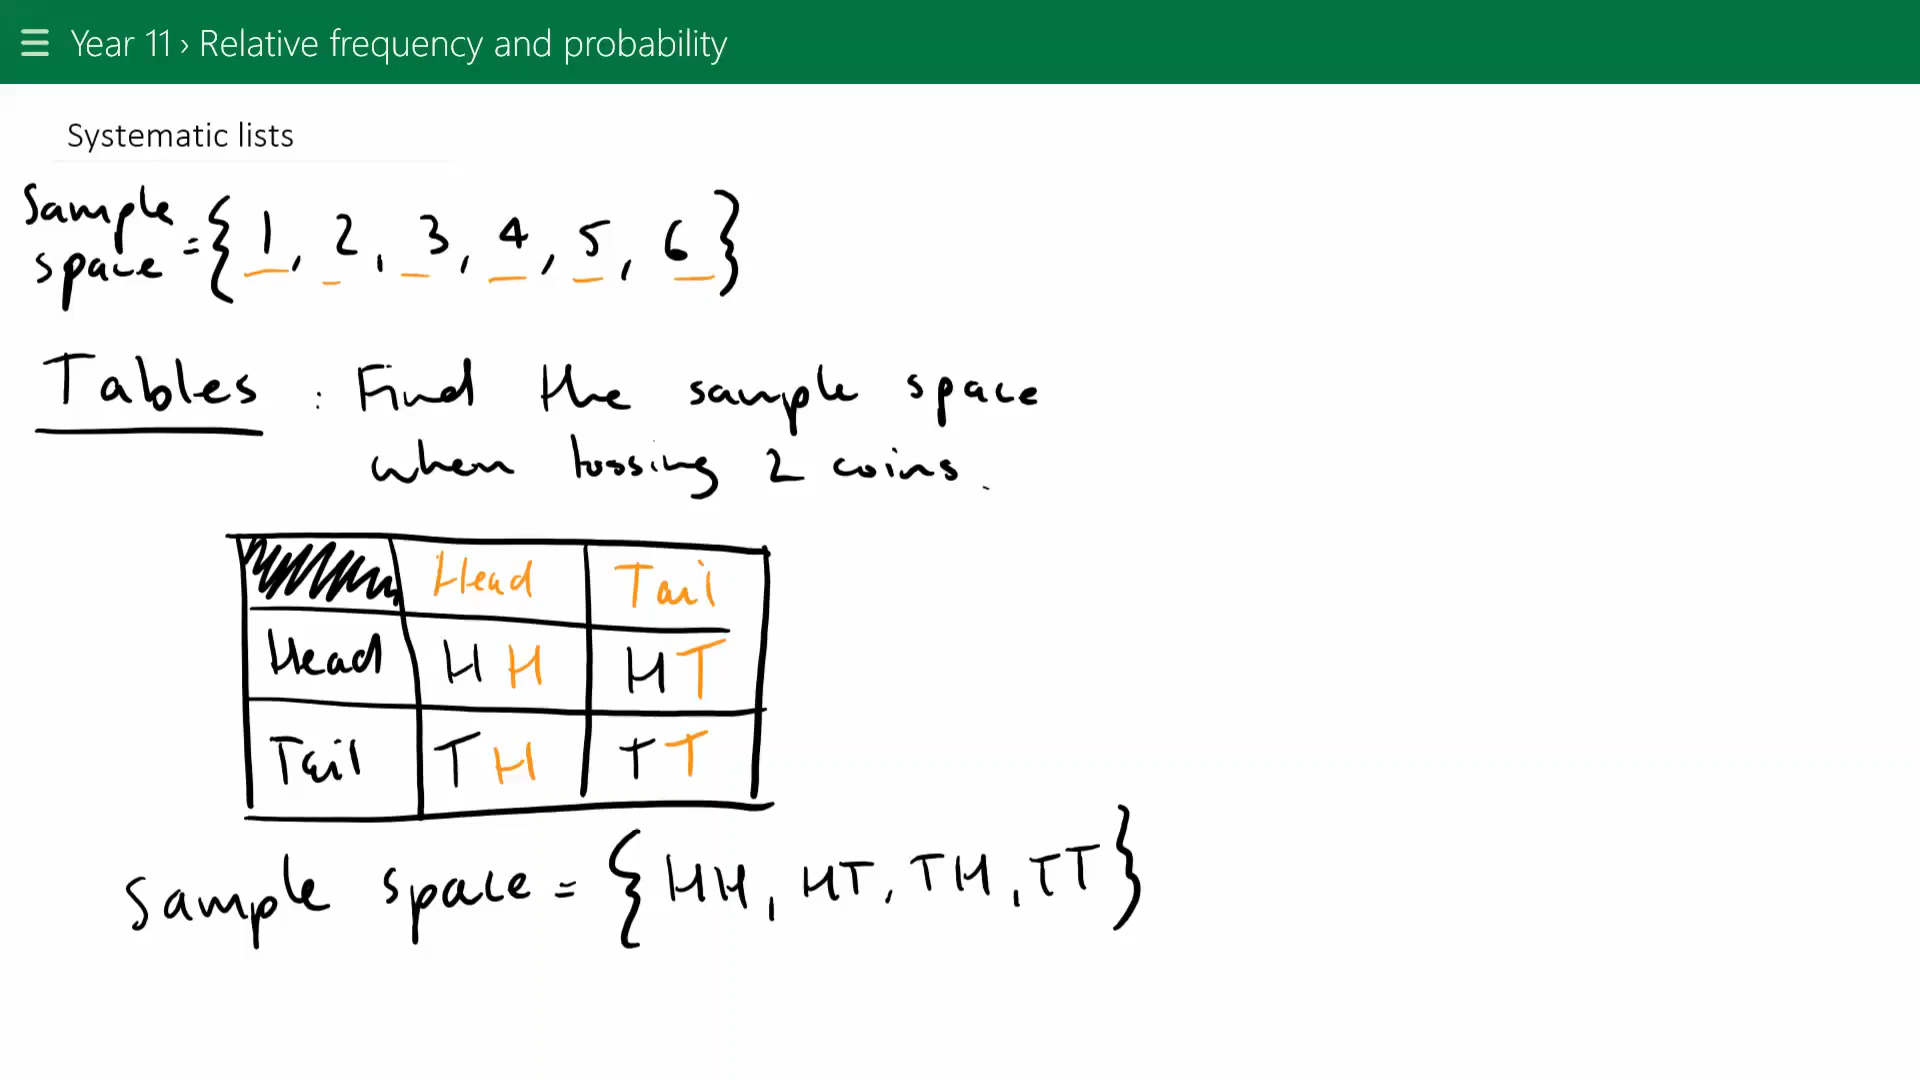 Year 11 › Relative frequency and probability
Systematic lists
Sample
space = { 1, 2, 3, 4, 5, 6 }
Tables : Find the sample space
when tossing 2 coins.
Head Tail
Head HH HT
Tail TH TT
Sample space = { HH, HT, TH, TT }